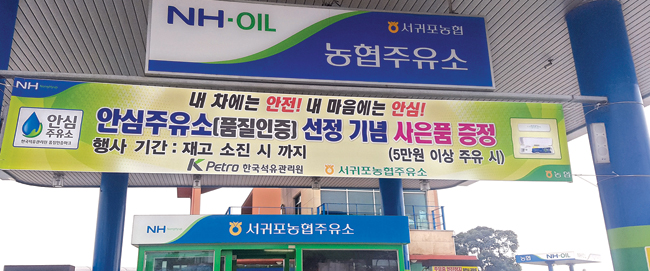 NH·OIL
서귀포농협
농협주유소
NH
내 차에는 안전! 내 마음에는 안심!
안심
주유소
안심주유소(품질인증) 선정 기념 사은품 증정
행사 기간 : 재고 소진 시 까지
(5만원 이상 주유 시)
K Petro 한국석유관리원
서귀포농협주유소
농협
NH
서귀포농협주유소
NH-OIL